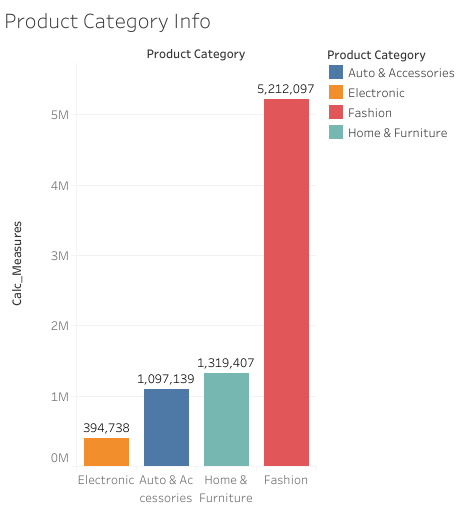 Product Category Info
Product Category
Product Category
Auto & Accessories
Electronic
Fashion
Home & Furniture
Calc_Measures
5M
4M
3M
2M
1M
0M
5,212,097
1,319,407
1,097,139
394,738
Electronic
Auto & Ac
cessories
Home &
Furniture
Fashion